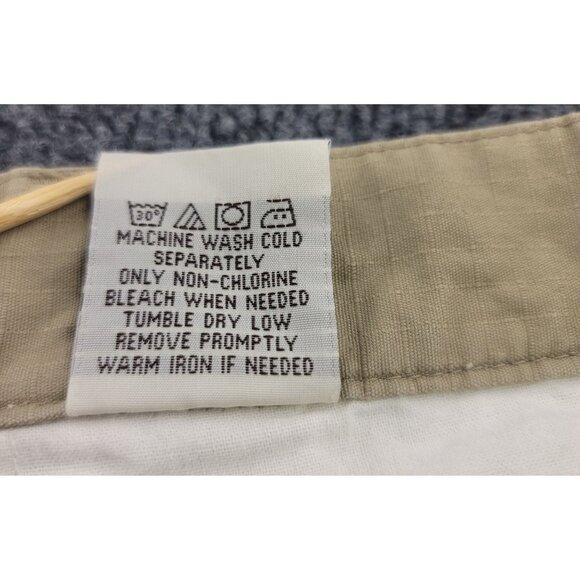 30°
MACHINE WASH COLD
SEPARATELY
ONLY NON-CHLORINE
BLEACH WHEN NEEDED
TUMBLE DRY LOW
REMOVE PROMPTLY
WARM IRON IF NEEDED